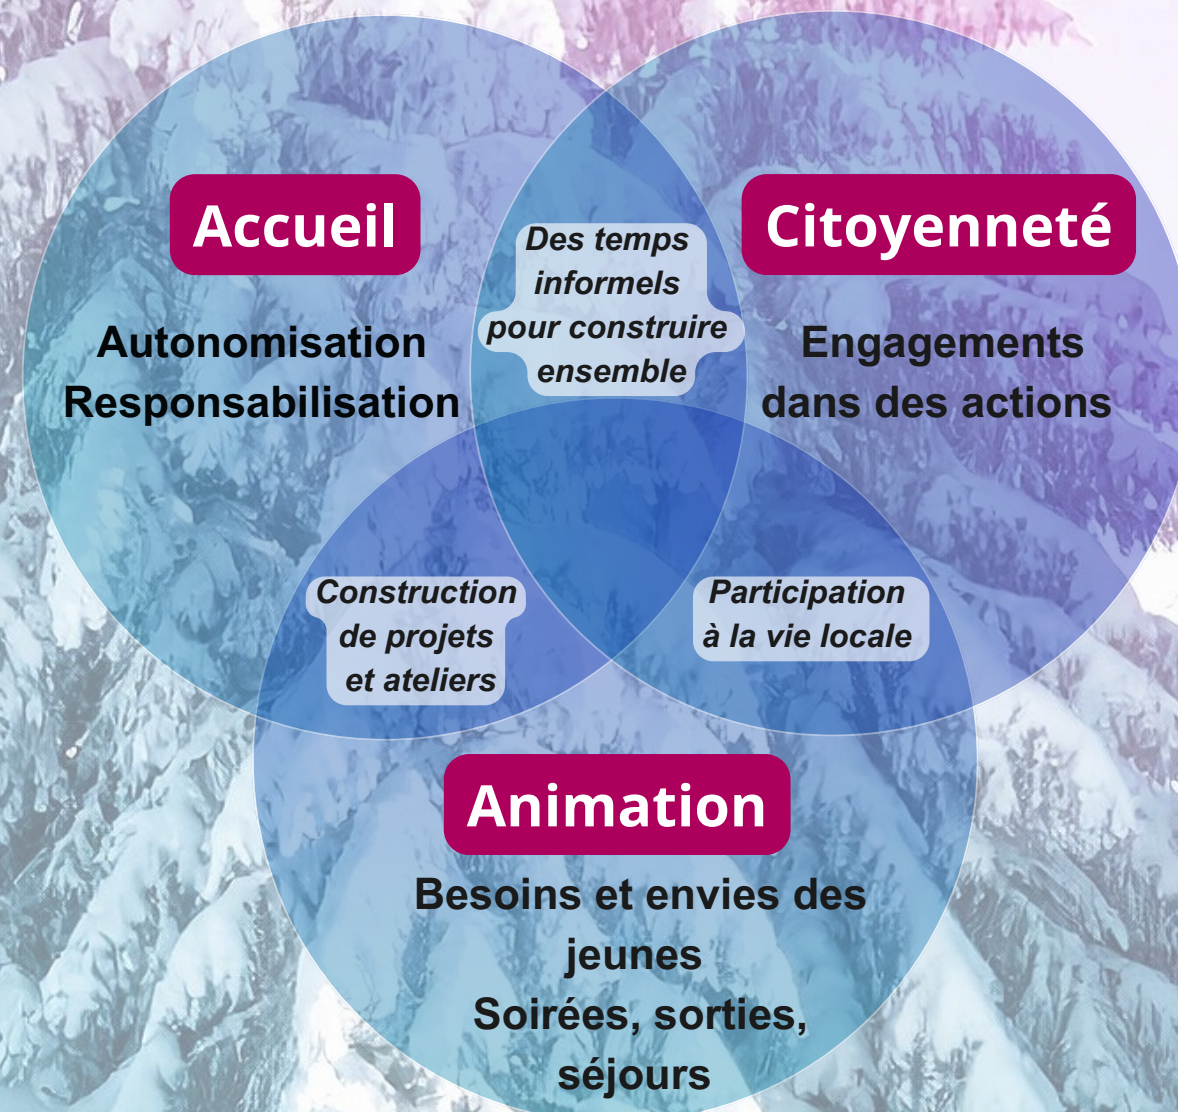 Accueil
Autonomisation
Responsabilisation
Des temps
informels
pour construire
ensemble
Citoyenneté
Engagements
dans des actions
Construction
de projets
et ateliers
Participation
à la vie locale
Animation
Besoins et envies des
jeunes
Soirées, sorties,
séjours